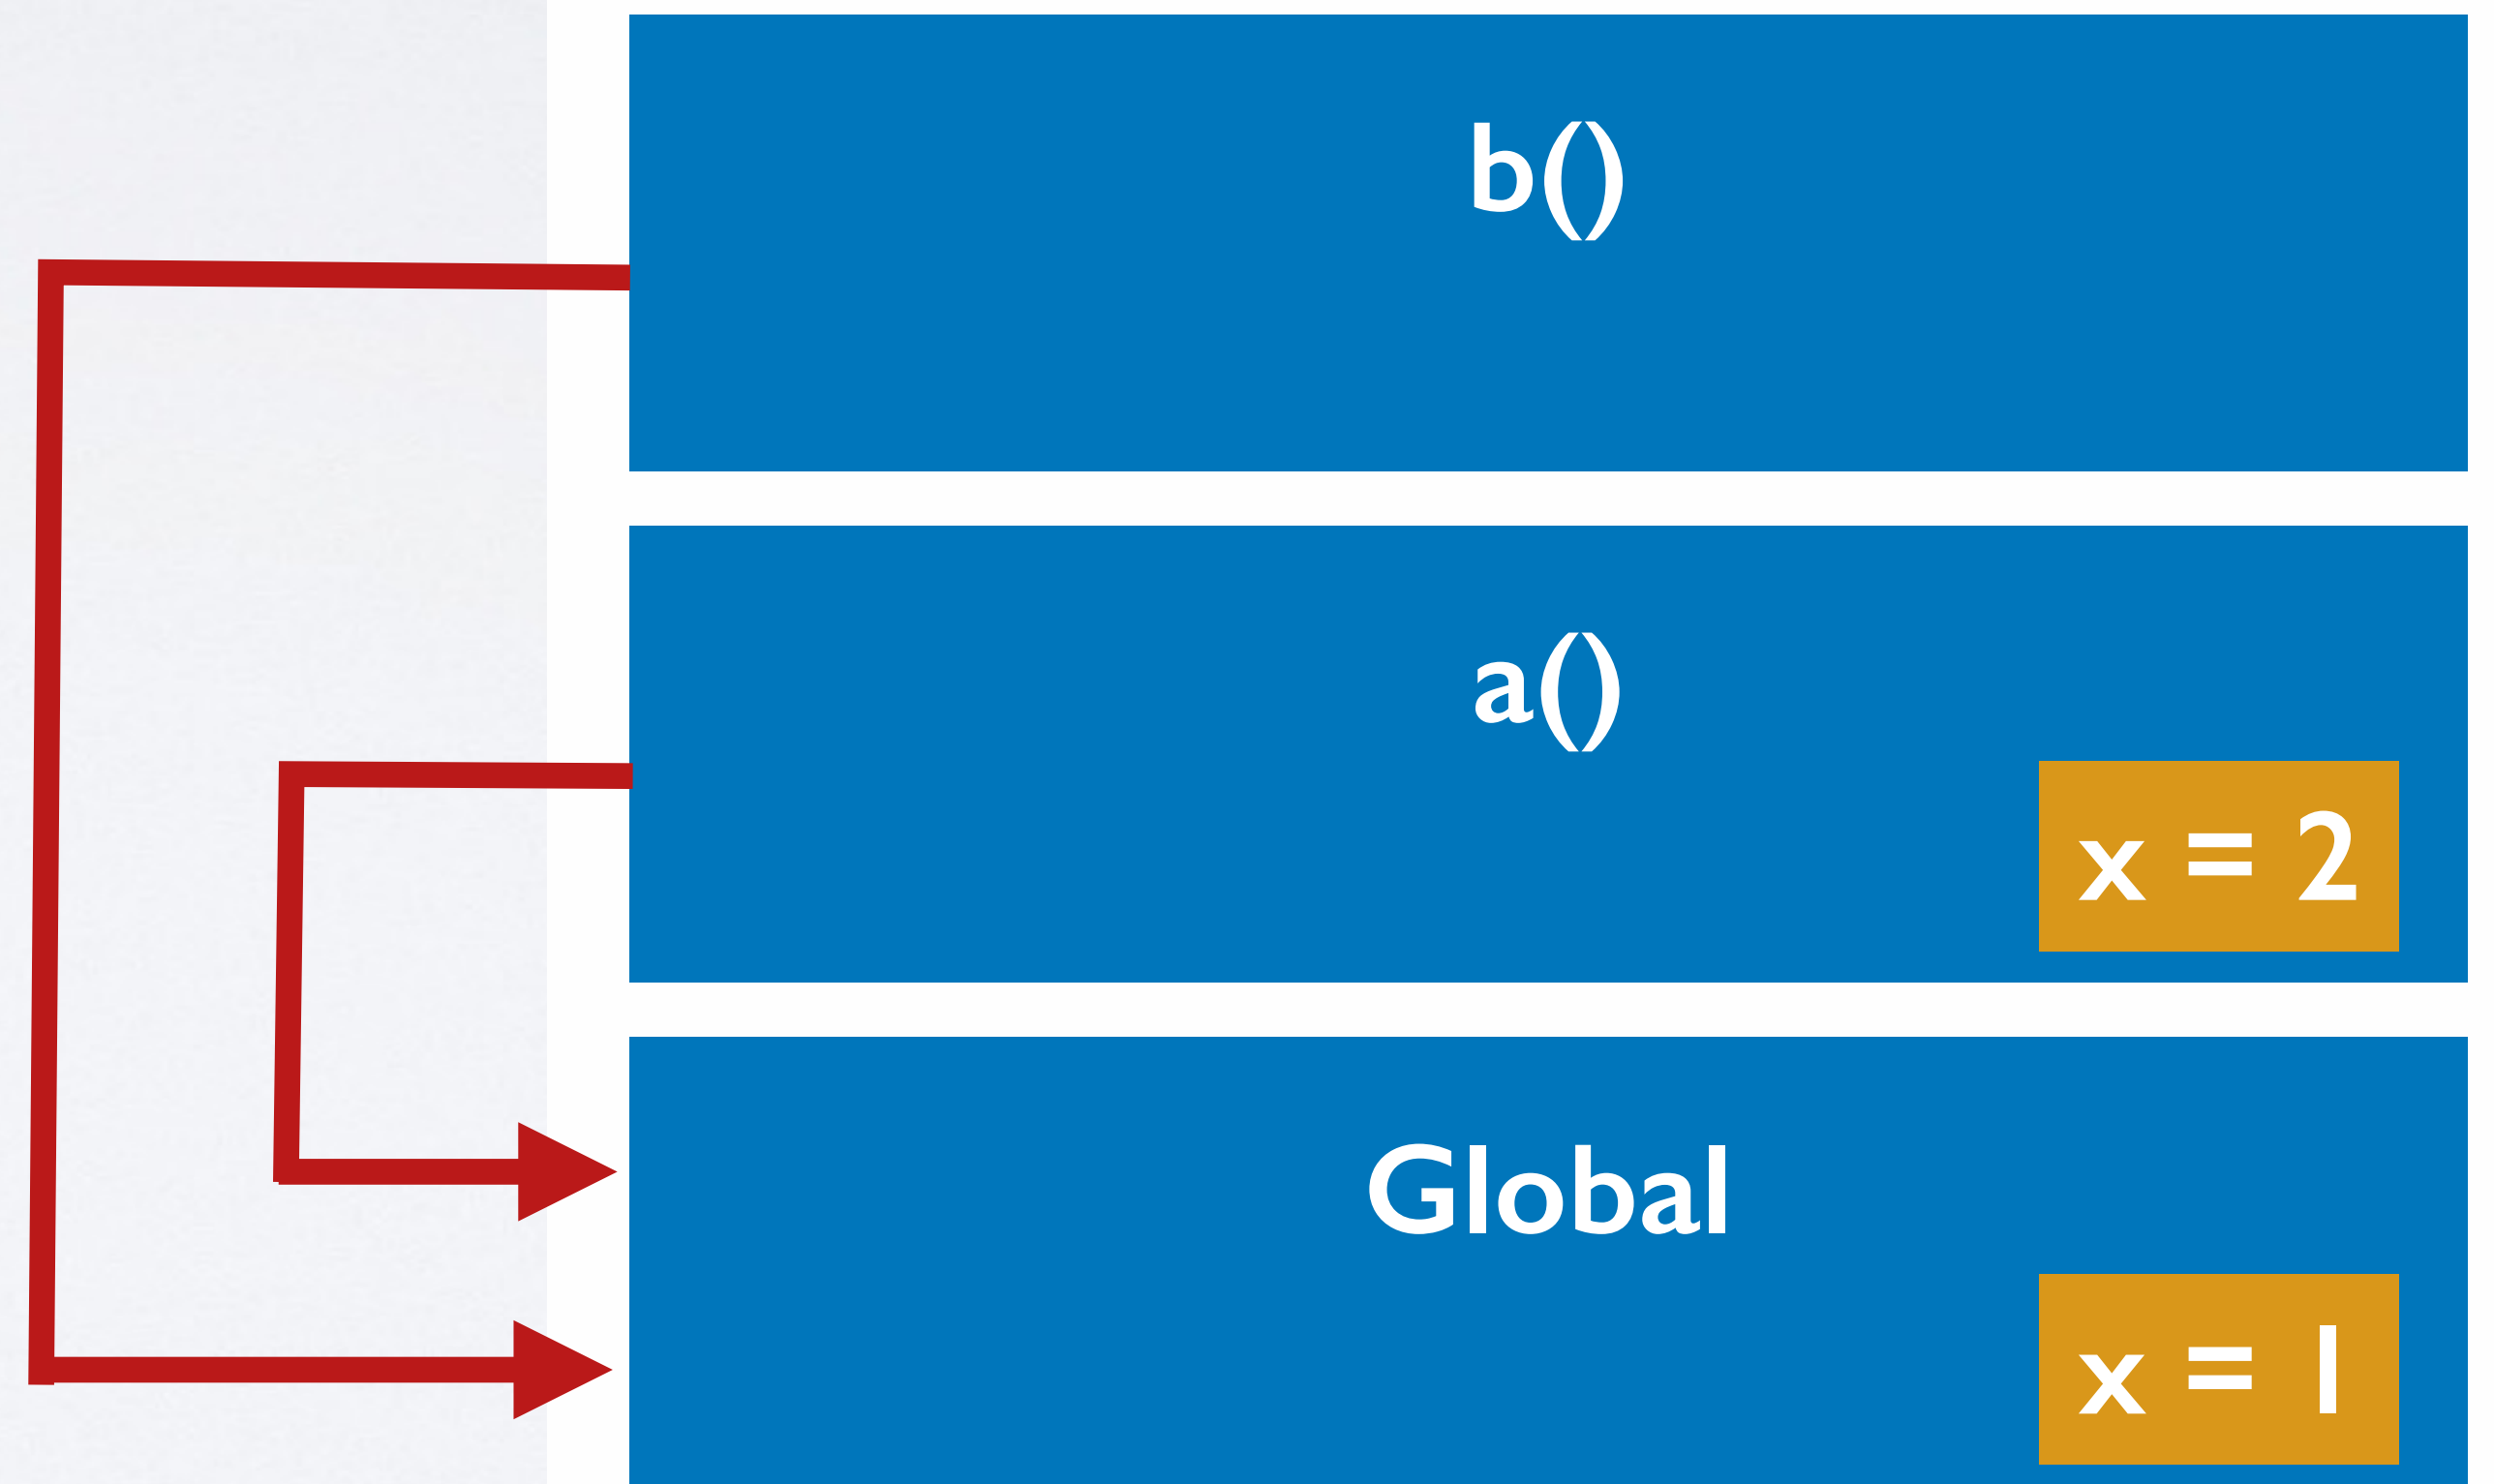 b()
a()
x = 2
Global
x = 1